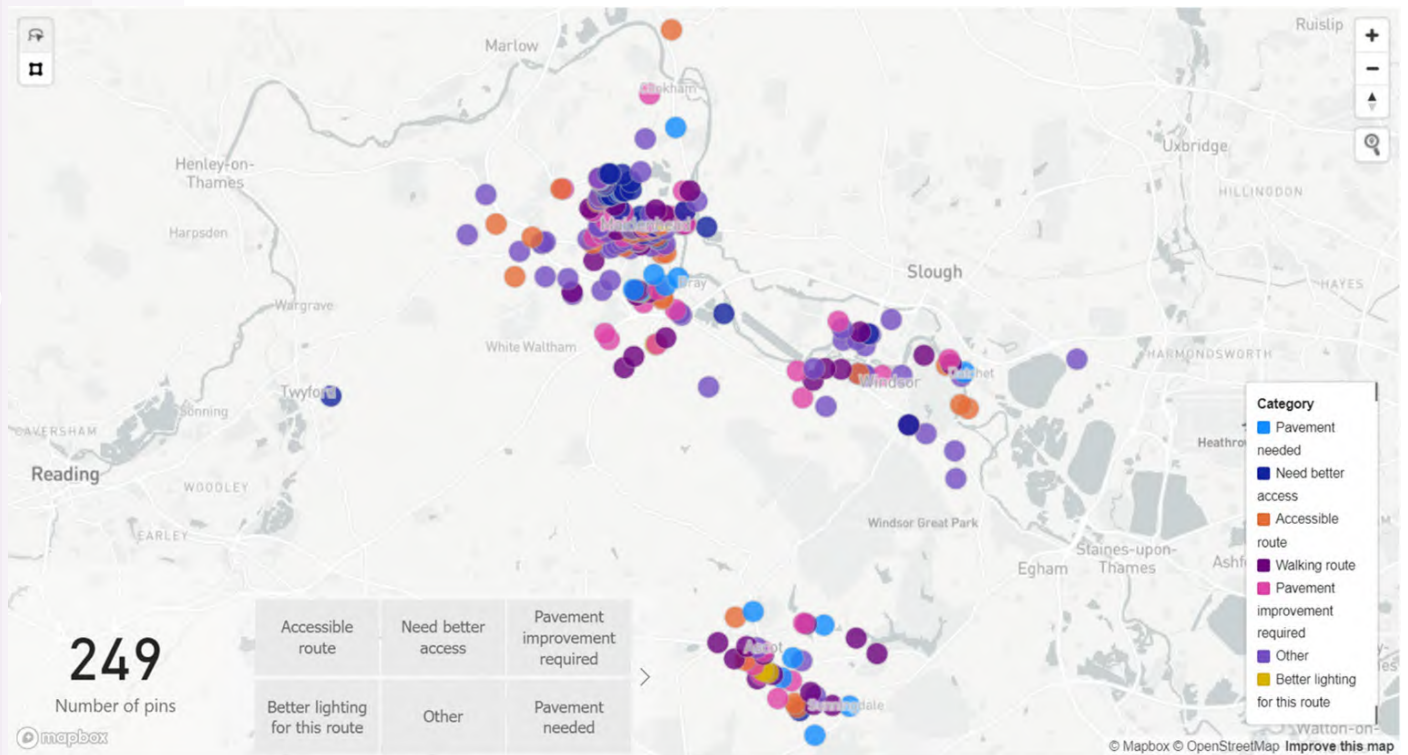 Ruislip
Marlow
Cookham
Uxbridge
Henley-on-
Thames
HILLINGDON
Harpsden
Maidenhead
Slough
Bray
HAYES
Wargrave
White Waltham
HARMONDSWORTH
Windsor
Datchet
Twyford
Sonning
CAVERSHAM
Reading
WOODLEY
EARLEY
Windsor Great Park
Staines-upon-
Thames
Egham
Ashf
Heathro
Category
Pavement
needed
Need better
access
Accessible
route
Walking route
Pavement
improvement
required
Other
Better lighting
for this route
Ascot
Sunningdale
Walton-on-
249
Number of pins
Accessible
route
Need better
access
Pavement
improvement
required
Better lighting
for this route
Other
Pavement
needed
mapbox
© Mapbox © OpenStreetMap Improve this map